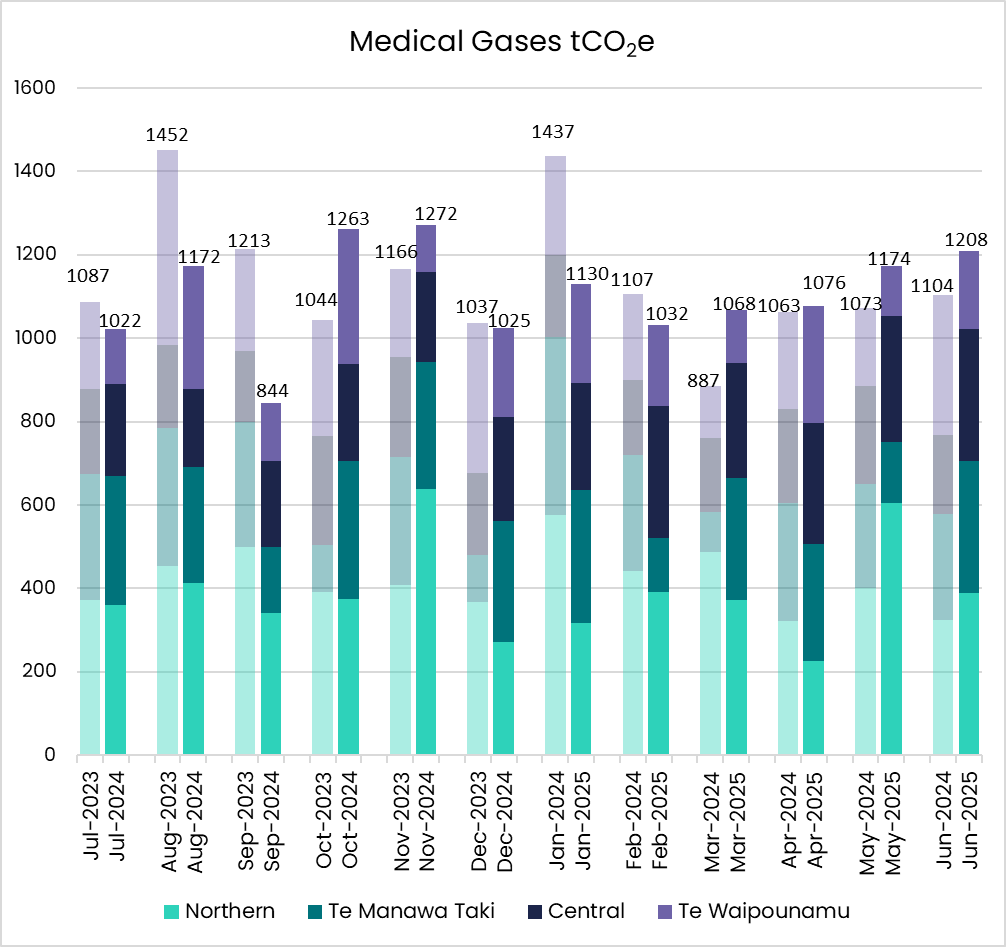 Medical Gases tCO₂e
1600
1400
1200
1000
800
600
400
200
0
1087
1022
1452
1172
1213
844
1044
1263
1166
1272
1037
1025
1437
1130
1107
1032
887
1068
1063
1076
1073
1174
1104
1208
Jul-2023
Jul-2024
Aug-2023
Aug-2024
Sep-2023
Sep-2024
Oct-2023
Oct-2024
Nov-2023
Nov-2024
Dec-2023
Dec-2024
Jan-2024
Jan-2025
Feb-2024
Feb-2025
Mar-2024
Mar-2025
Apr-2024
Apr-2025
May-2024
May-2025
Jun-2024
Jun-2025
Northern Te Manawa Taki Central Te Waipounamu